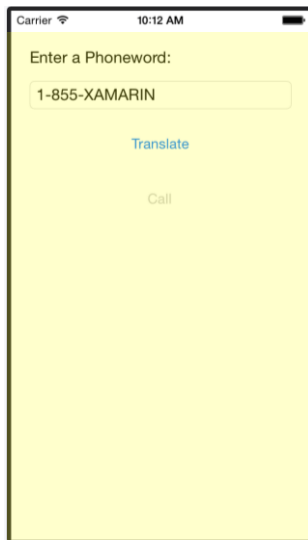 Carrier 10:12 AM
Enter a Phoneword:
1-855-XAMARIN
Translate
Call